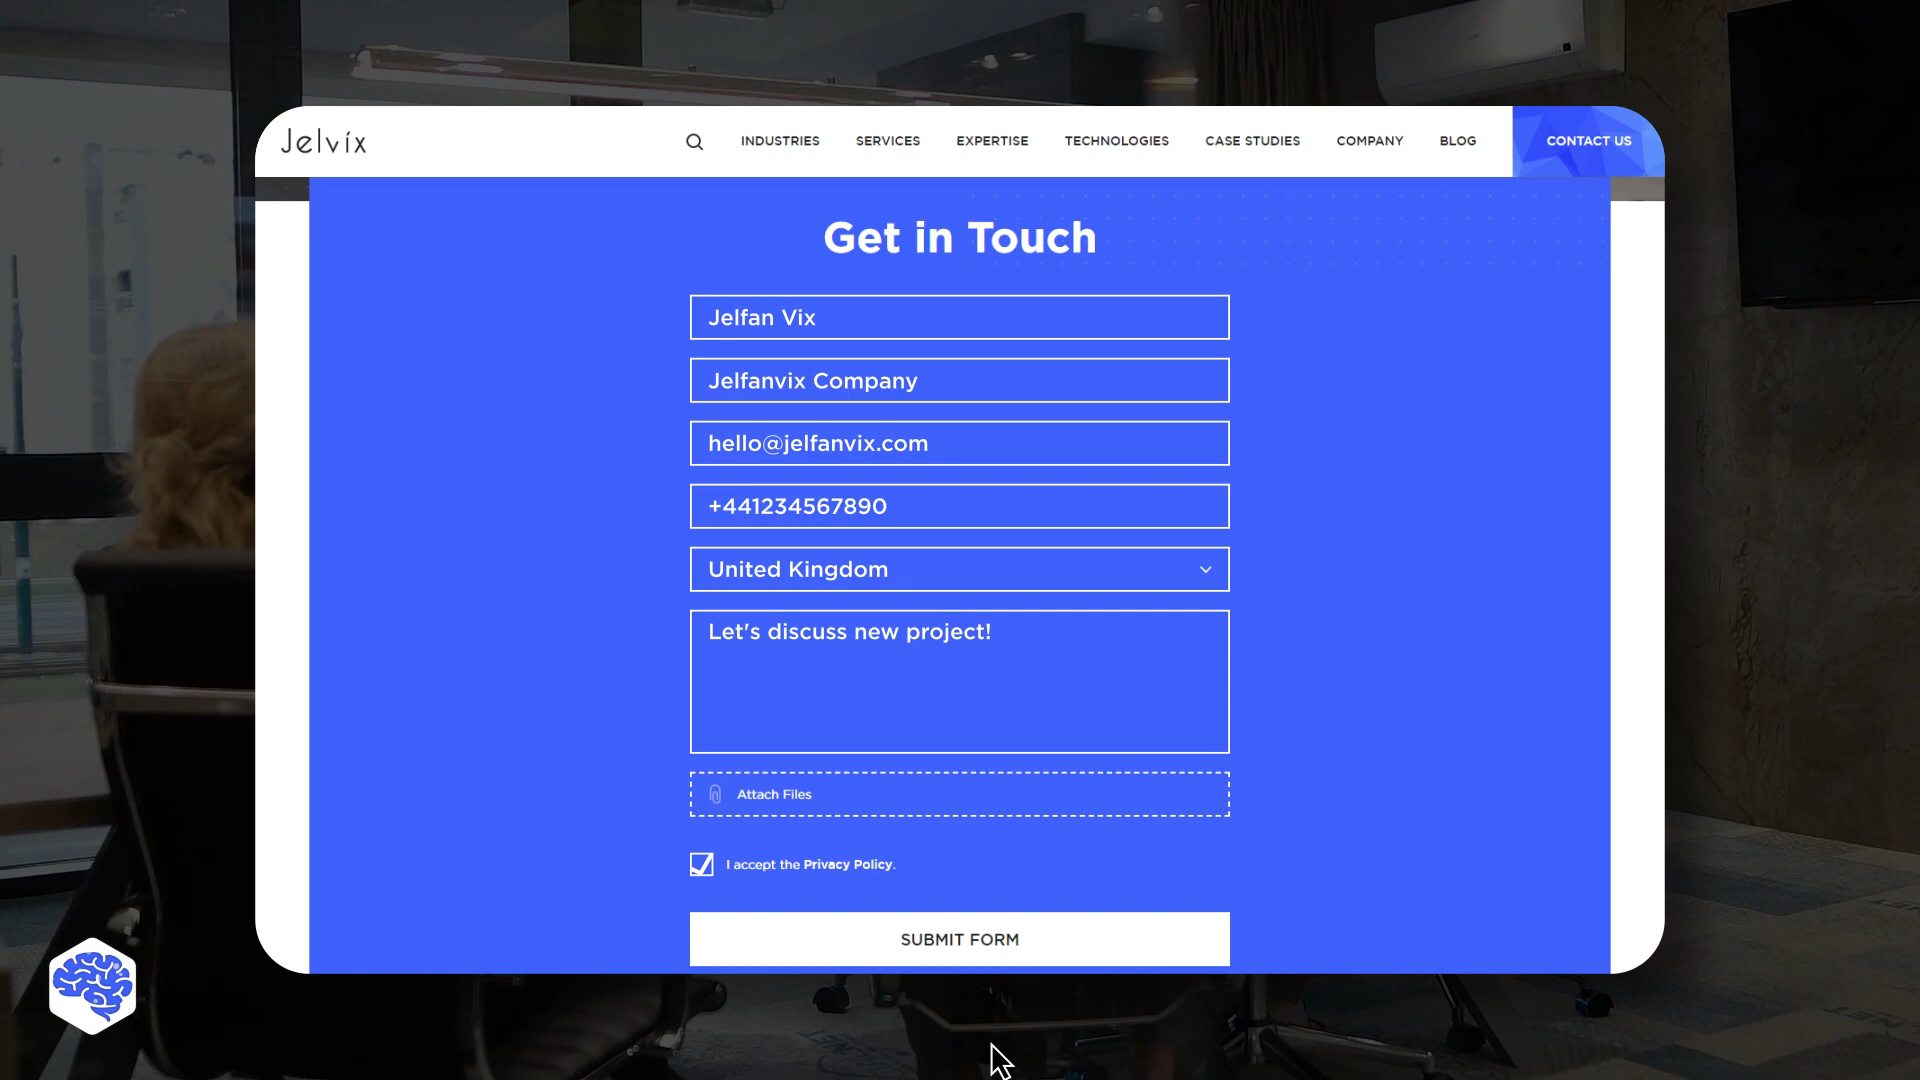 Jelvíx
INDUSTRIES
SERVICES
EXPERTISE
TECHNOLOGIES
CASE STUDIES
COMPANY
BLOG
CONTACT US
Get in Touch
Jelfan Vix
Jelfanvix Company
hello@jelfanvix.com
+441234567890
United Kingdom
Let's discuss new project!
Attach Files
I accept the Privacy Policy.
SUBMIT FORM